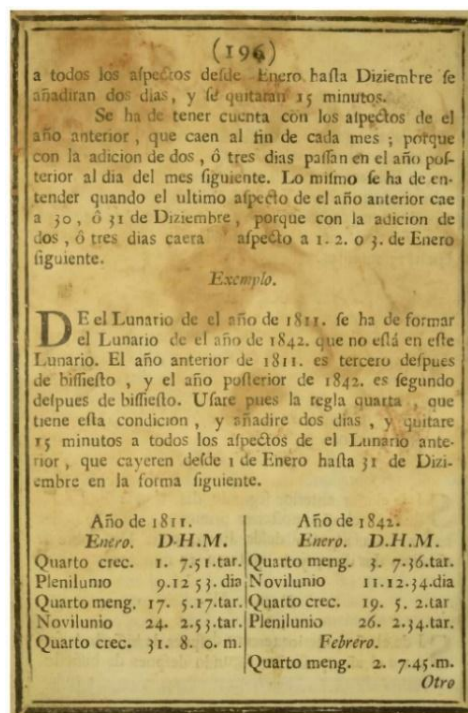 (196)
a todos los aſpectos deſde Enero haſta Diziembre ſe
añadiran dos dias, y ſe quitaran 15 minutos.
Se ha de tener cuenta con los aſpectos de el
año anterior, que caen al fin de cada mes; porque
con la adicion de dos, ô tres dias paſſan en el año poſ-
terior al dia del mes ſiguiente. Lo miſmo ſe ha de en-
tender quando el ultimo aſpecto de el año anterior cae
a 30, ô 31 de Diziembre, porque con la adicion de
dos, ô tres dias caera aſpecto a 1. 2. o 3. de Enero
ſiguiente.
Exemplo.
DE el Lunario de el año de 1811. ſe ha de formar
el Lunario de el año de 1842. que no eſtá en eſte
Lunario. El año anterior de 1811. es tercero deſpues
de biſſieſto, y el año poſterior de 1842. es ſegundo
deſpues de biſſieſto. Uſare pues la regla quarta, que
tiene eſta condicion, y añadire dos dias, y quitare
15 minutos a todos los aſpectos de el Lunario ante-
rior, que cayeren deſde 1 de Enero haſta 31 de Dizi-
embre en la forma ſiguiente.
Año de 1811.
Enero. D.H.M.
Quarto crec. 1. 7.51.tar.
Plenilunio 9.12 53.dia
Quarto meng. 17. 5.17.tar.
Novilunio 24. 2.53.tar.
Quarto crec. 31. 8. 0. m.
Año de 1842.
Enero. D.H.M.
Quarto meng. 3. 7.36.tar.
Novilunio 11.12.34.dia
Quarto crec. 19. 5. 2.tar
Plenilunio 26. 2.34.tar.
Febrero.
Quarto meng. 2. 7.45.m.
Otro